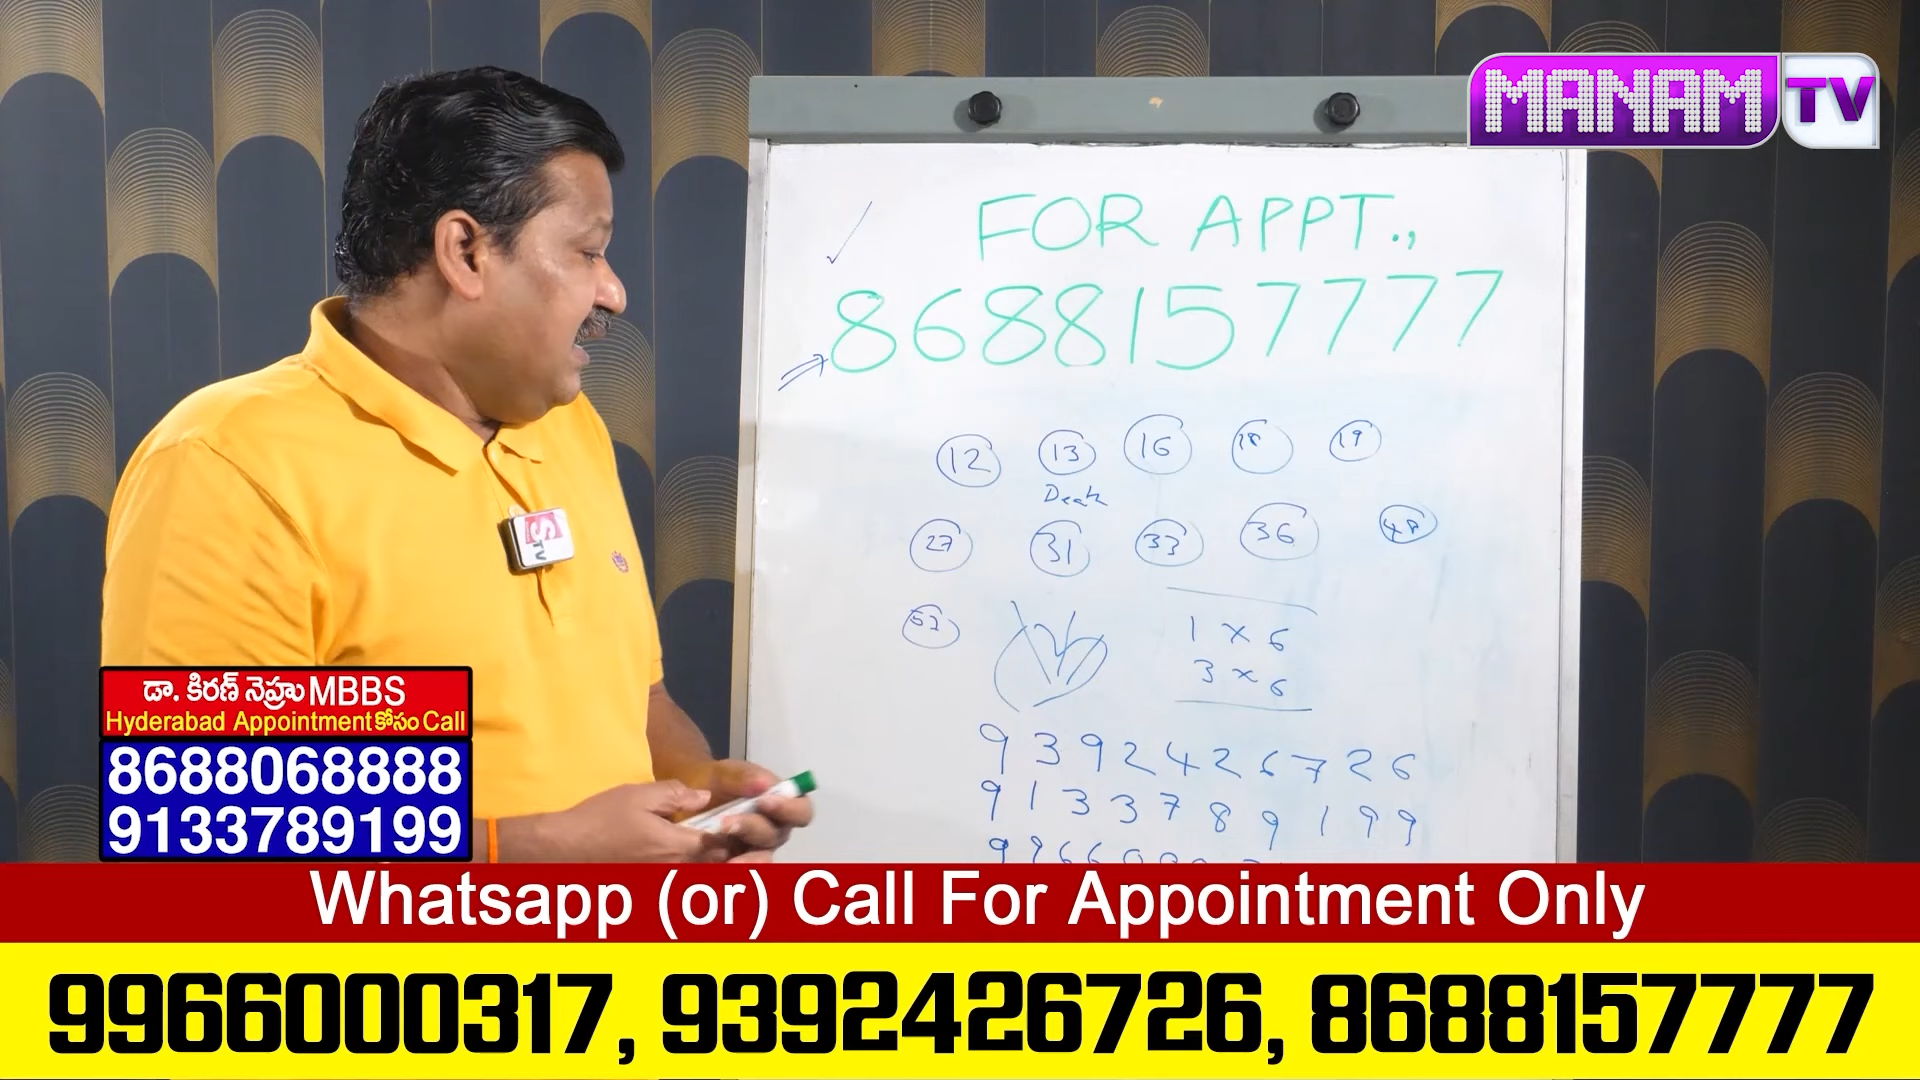 MANAM TV
FOR APPT.,
8688157777
12 13 16 18 19
Death
27 31 33 36 48
52
1 x 6
3 x 6
9392426726
9133789199
S TV
డా. కిరణ్ నెహ్రు MBBS
Hyderabad Appointment కోసం Call
8688068888
9133789199
Whatsapp (or) Call For Appointment Only
9966000317, 9392426726, 8688157777